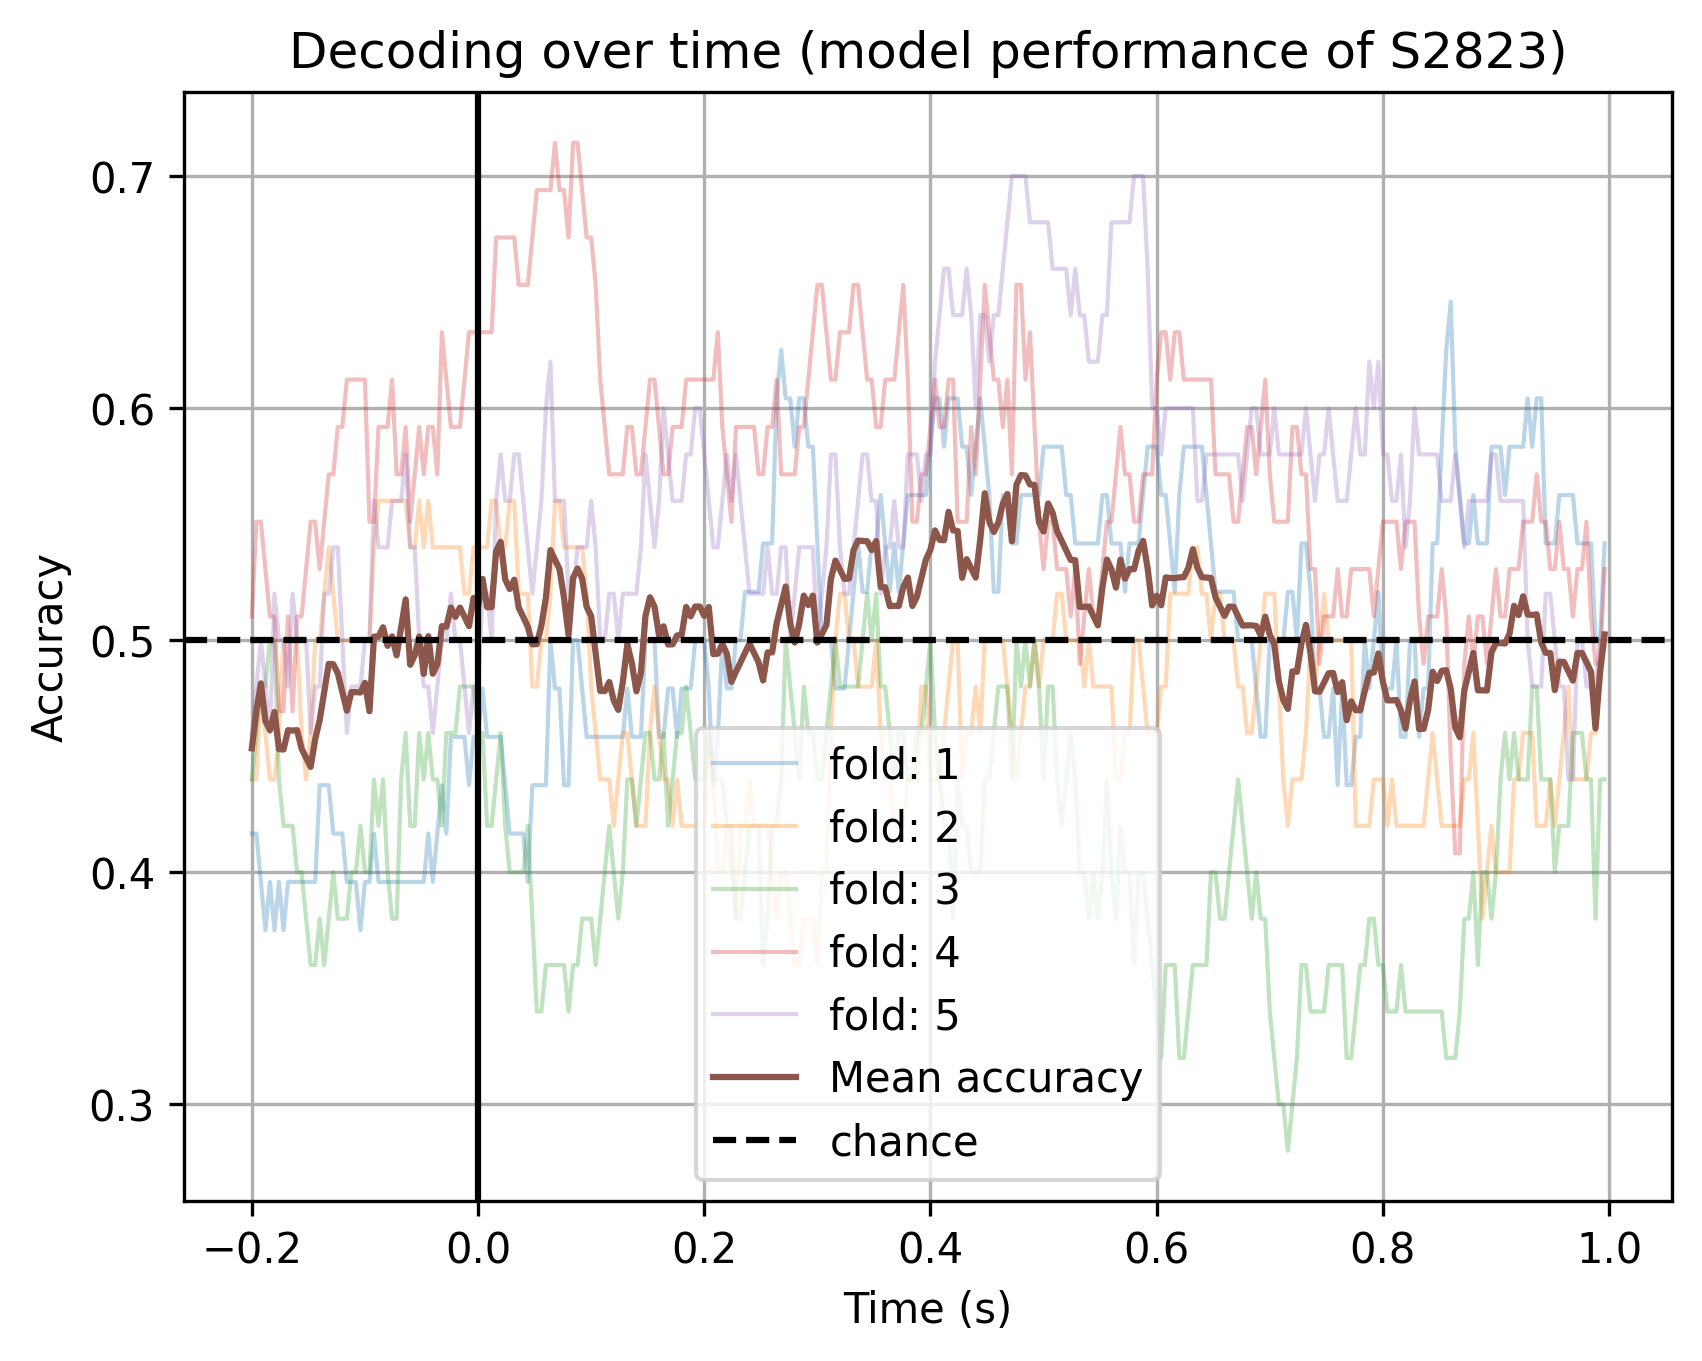 Decoding over time (model performance of S2823)
Accuracy
0.7
0.6
0.5
0.4
0.3
fold: 1
fold: 2
fold: 3
fold: 4
fold: 5
Mean accuracy
chance
−0.2 0.0 0.2 0.4 0.6 0.8 1.0
Time (s)